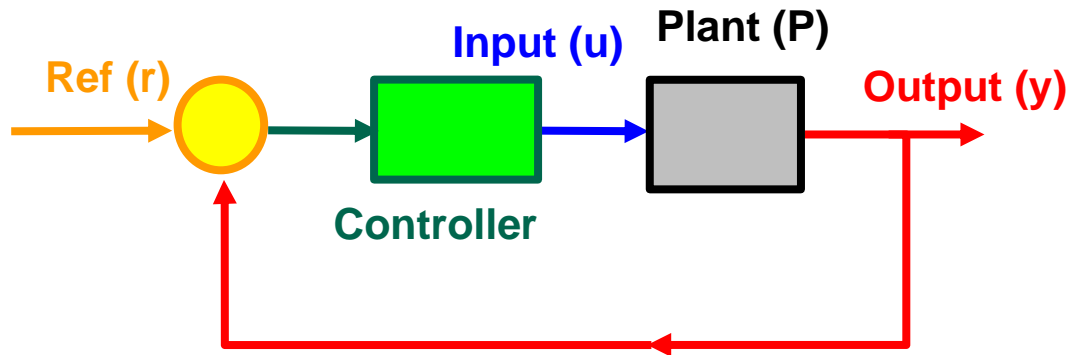 Ref (r)
Input (u)
Plant (P)
Output (y)
Controller